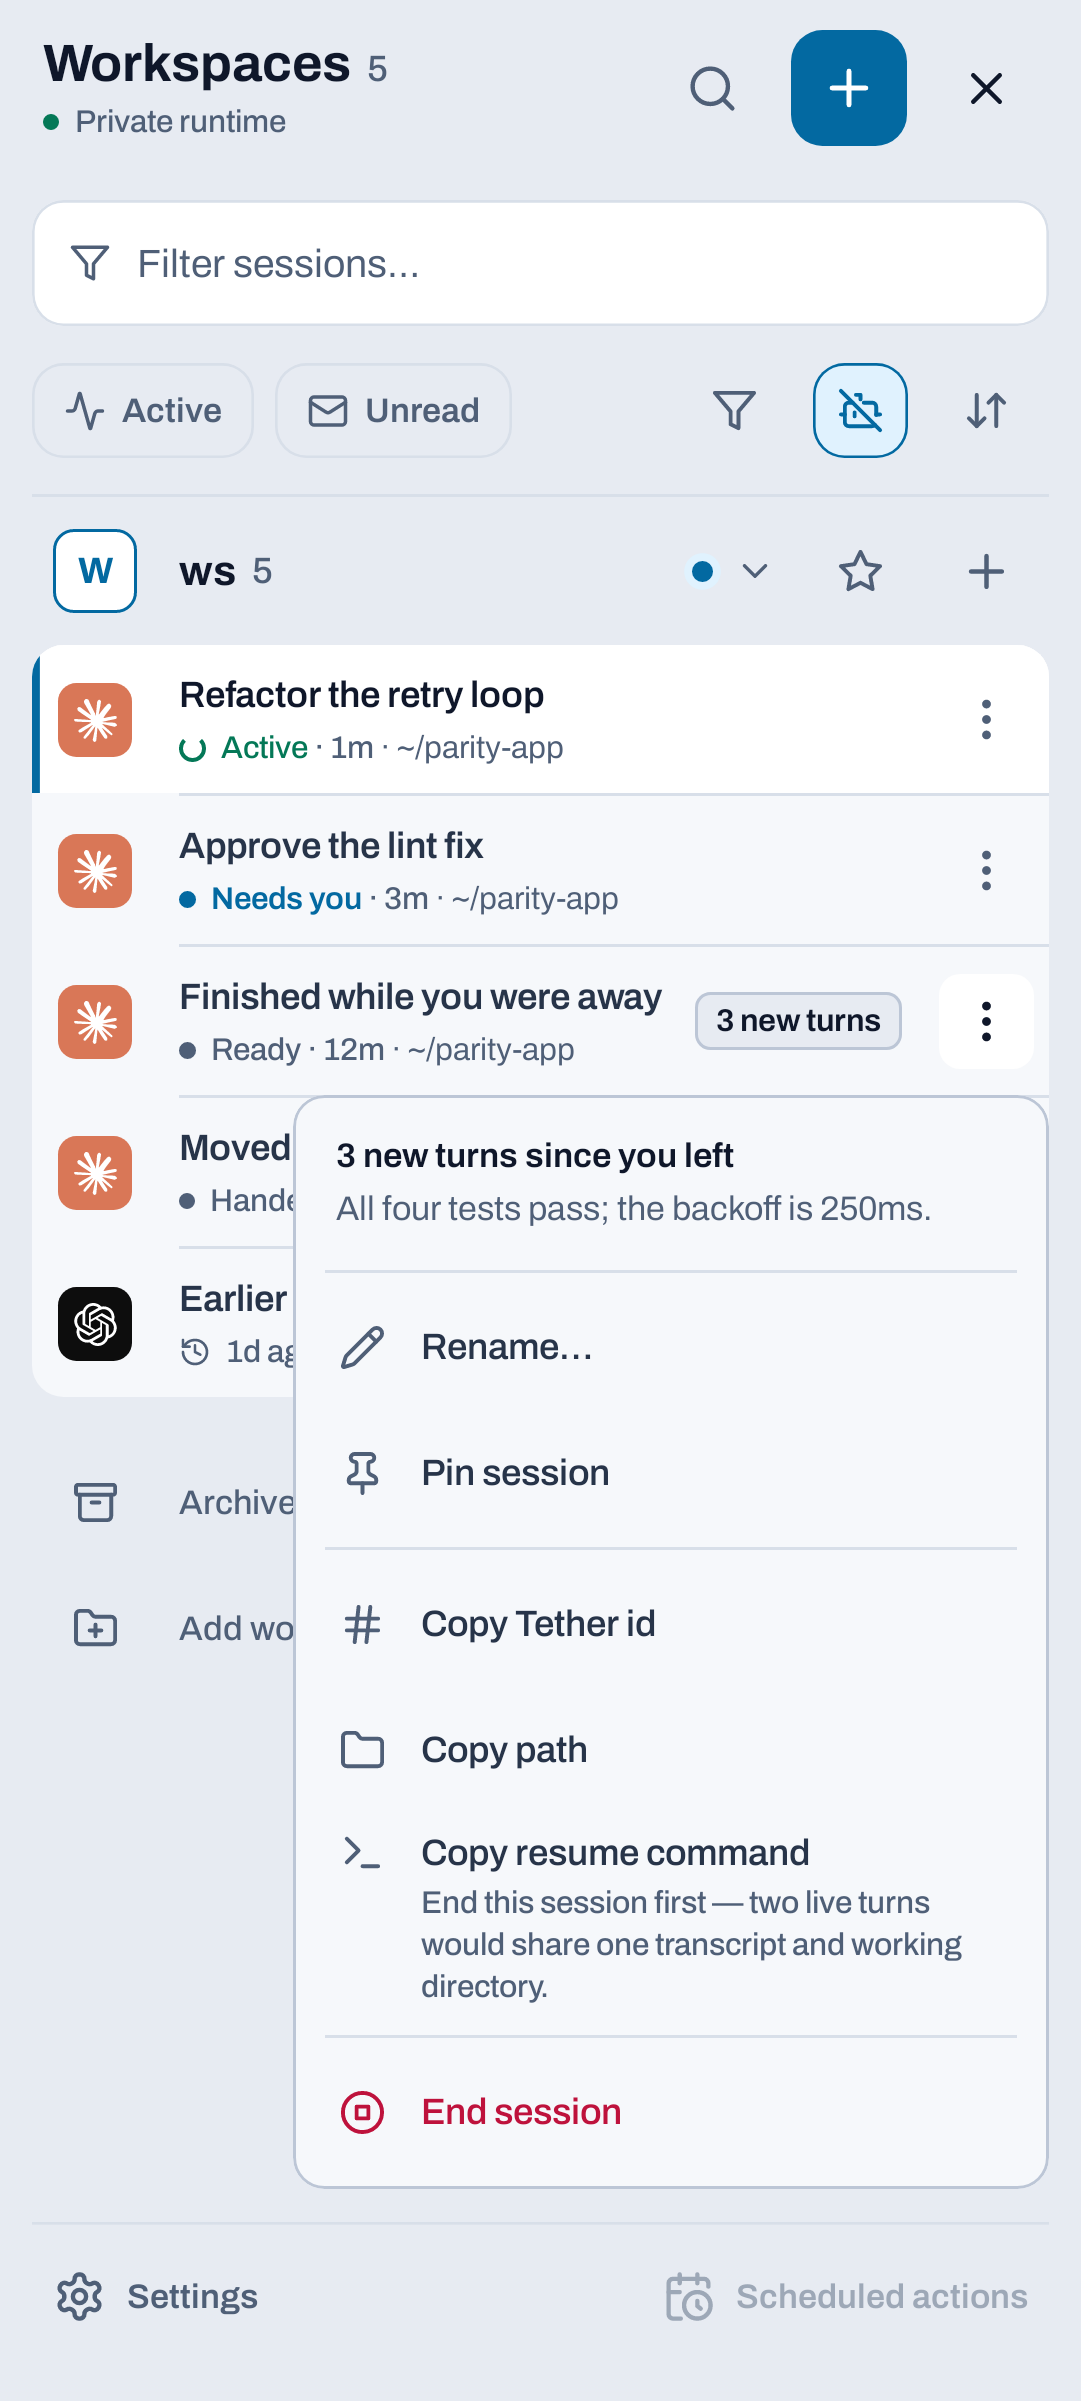 Workspaces 5
Private runtime
Filter sessions...
Active
Unread
W
ws 5
Refactor the retry loop
Active · 1m · ~/parity-app
Approve the lint fix
Needs you · 3m · ~/parity-app
Finished while you were away
3 new turns
Ready · 12m · ~/parity-app
Moved
3 new turns since you left
All four tests pass; the backoff is 250ms.
Earlier
1d
Rename...
Pin session
Archive
Copy Tether id
Add
Copy path
Copy resume command
End this session first — two live turns
would share one transcript and working
directory.
End session
Settings
Scheduled actions